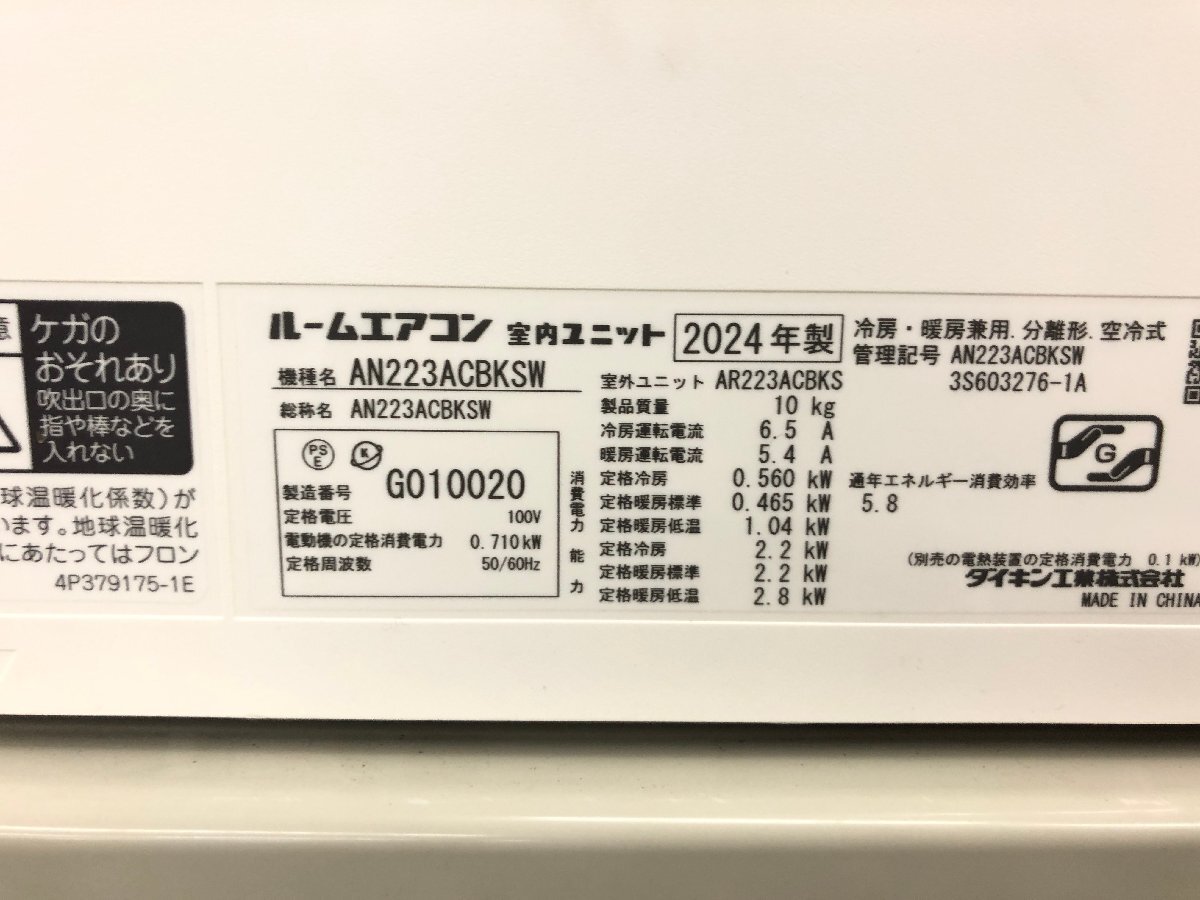 意
ケガの
おそれあり
吹出口の奥に
指や棒などを
入れない
球温暖化係数)が
います。地球温暖化
にあたってはフロン
4P379175-1E
ルームエアコン 室内ユニット 2024年製
機種名 AN223ACBKSW
総称名 AN223ACBKSW
PS
E
K
製造番号 G010020
定格電圧 100V
電動機の定格消費電力 0.710kW
定格周波数 50/60Hz
室外ユニット AR223ACBKS
製品質量 10 kg
冷房運転電流 6.5 A
暖房運転電流 5.4 A
消費電力
定格冷房 0.560 kW
定格暖房標準 0.465 kW
定格暖房低温 1.04 kW
能力
定格冷房 2.2 kW
定格暖房標準 2.2 kW
定格暖房低温 2.8 kW
冷房・暖房兼用.分離形.空冷式
管理記号 AN223ACBKSW
3S603276-1A
G
通年エネルギー消費効率
5.8
(別売の電熱装置の定格消費電力 0.1 kW)
ダイキン工業株式会社
MADE IN CHINA